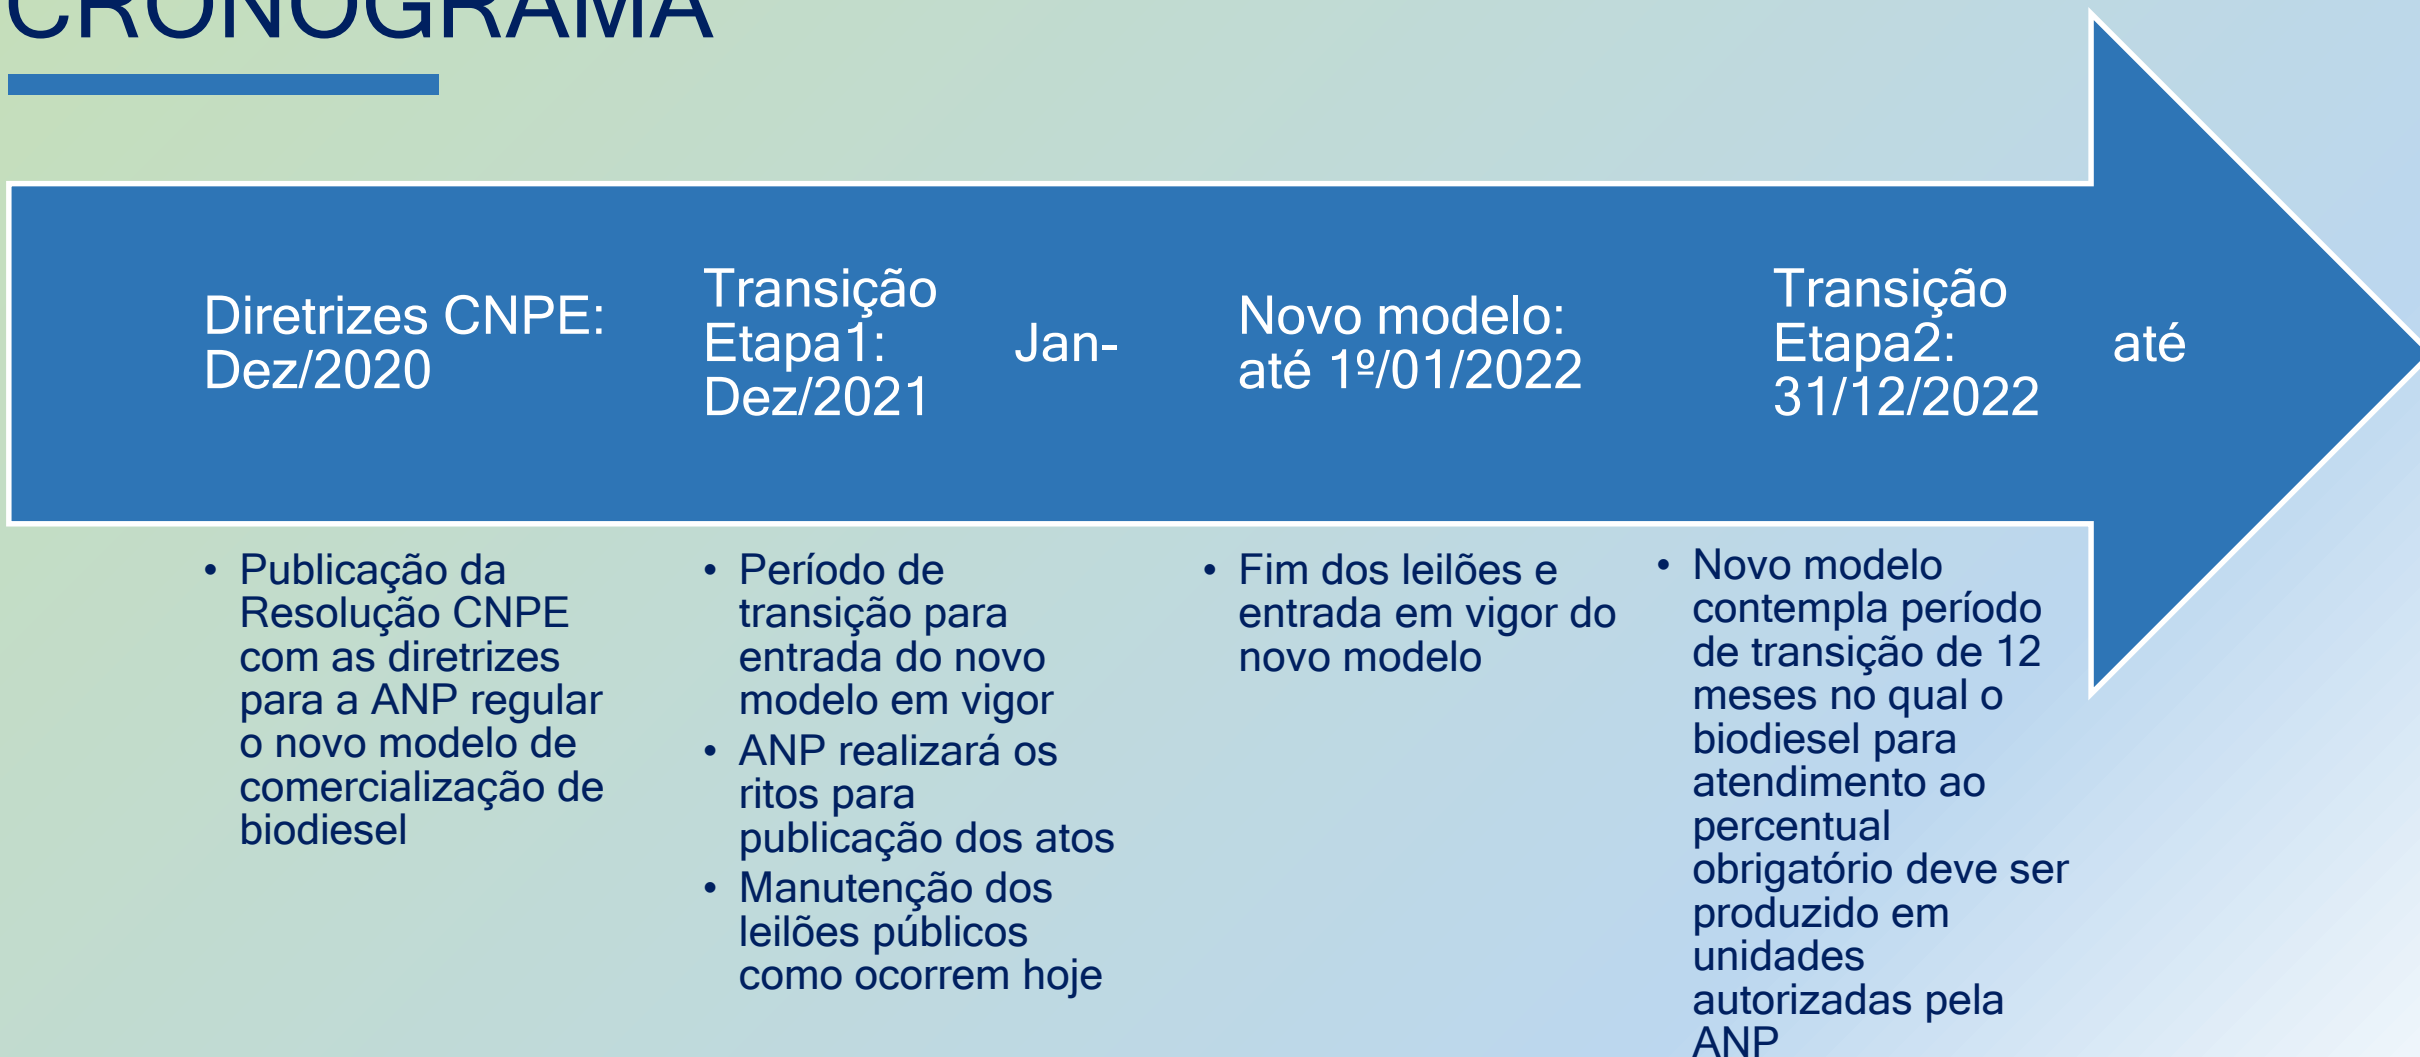 CRONOGRAMA
Diretrizes CNPE:
Dez/2020
Transição
Etapa1: Jan-
Dez/2021
Novo modelo:
até 1º/01/2022
Transição
Etapa2: até
31/12/2022
• Publicação da
Resolução CNPE
com as diretrizes
para a ANP regular
o novo modelo de
comercialização de
biodiesel
• Período de
transição para
entrada do novo
modelo em vigor
• ANP realizará os
ritos para
publicação dos atos
• Manutenção dos
leilões públicos
como ocorrem hoje
• Fim dos leilões e
entrada em vigor do
novo modelo
• Novo modelo
contempla período
de transição de 12
meses no qual o
biodiesel para
atendimento ao
percentual
obrigatório deve ser
produzido em
unidades
autorizadas pela
ANP